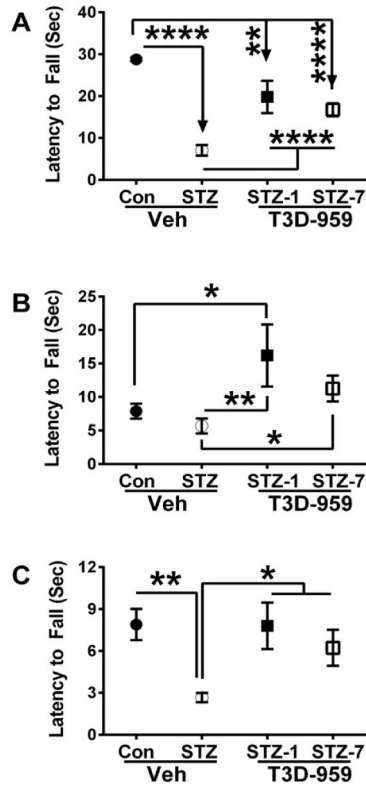 A
Latency to Fall (Sec)
40
30
20
10
0
****
**
****
****
Con STZ STZ-1 STZ-7
Veh T3D-959
B
Latency to Fall (Sec)
25
20
15
10
5
0
*
**
*
Con STZ STZ-1 STZ-7
Veh T3D-959
C
Latency to Fall (Sec)
12
9
6
3
0
**
*
Con STZ STZ-1 STZ-7
Veh T3D-959